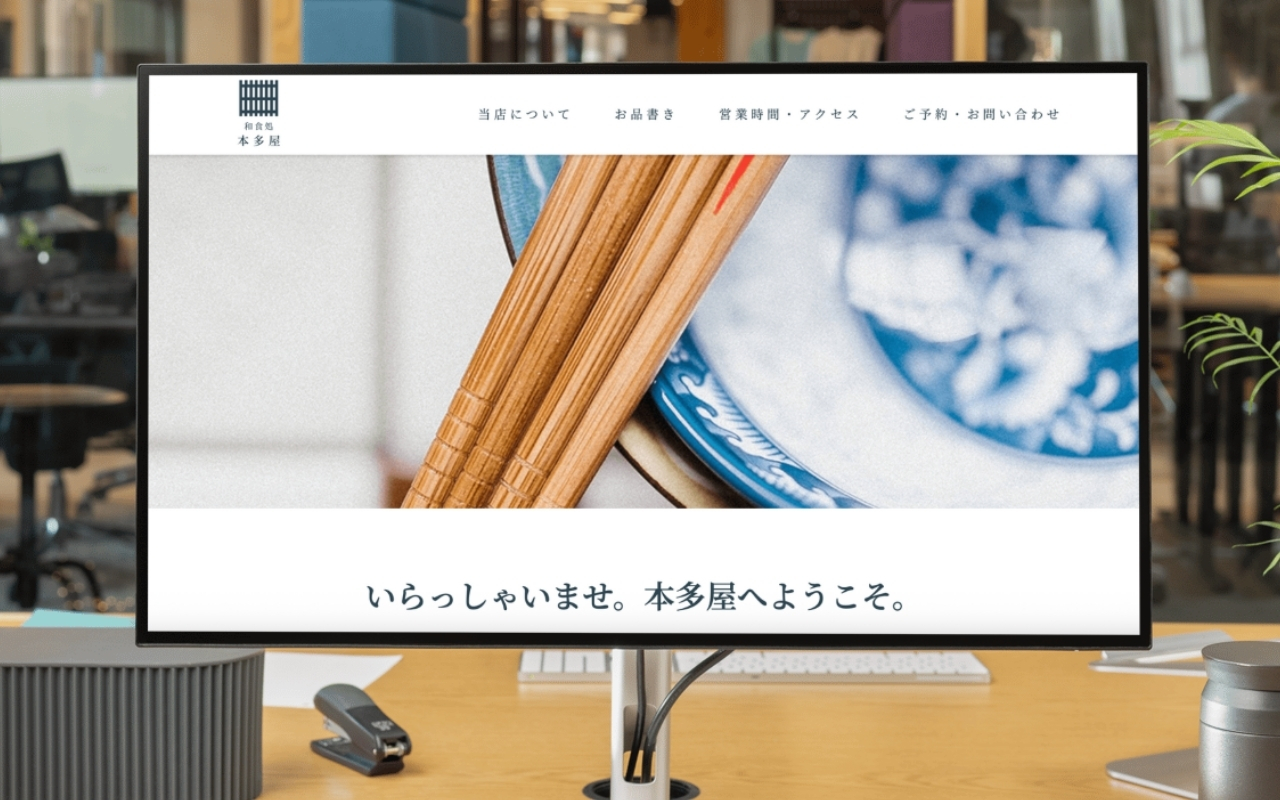 和食処
本多屋
当店について
お品書き
営業時間・アクセス
ご予約・お問い合わせ
いらっしゃいませ。本多屋へようこそ。